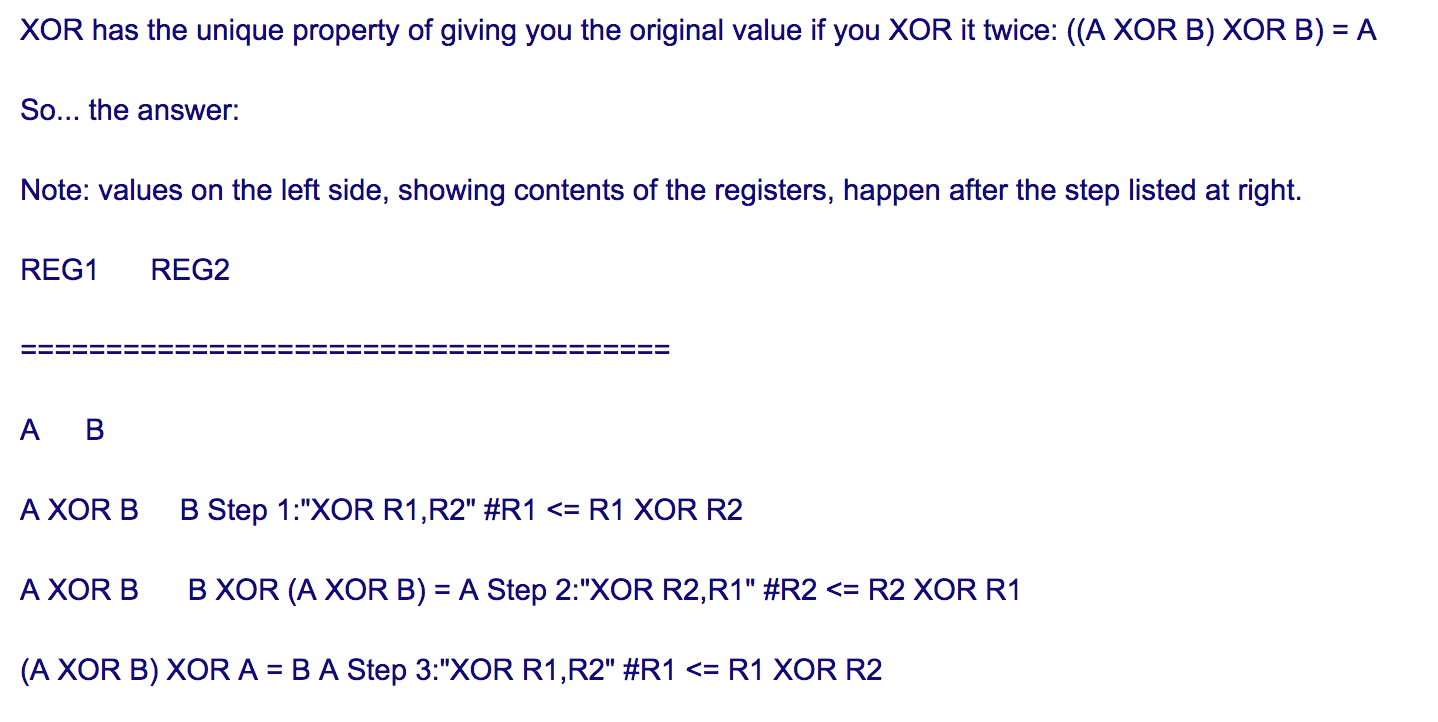 XOR has the unique property of giving you the original value if you XOR it twice: ((A XOR B) XOR B) = A
So... the answer:
Note: values on the left side, showing contents of the registers, happen after the step listed at right.
REG1 REG2
======================================
A B
A XOR B B Step 1:"XOR R1,R2" #R1 <= R1 XOR R2
A XOR B B XOR (A XOR B) = A Step 2:"XOR R2,R1" #R2 <= R2 XOR R1
(A XOR B) XOR A = B A Step 3:"XOR R1,R2" #R1 <= R1 XOR R2